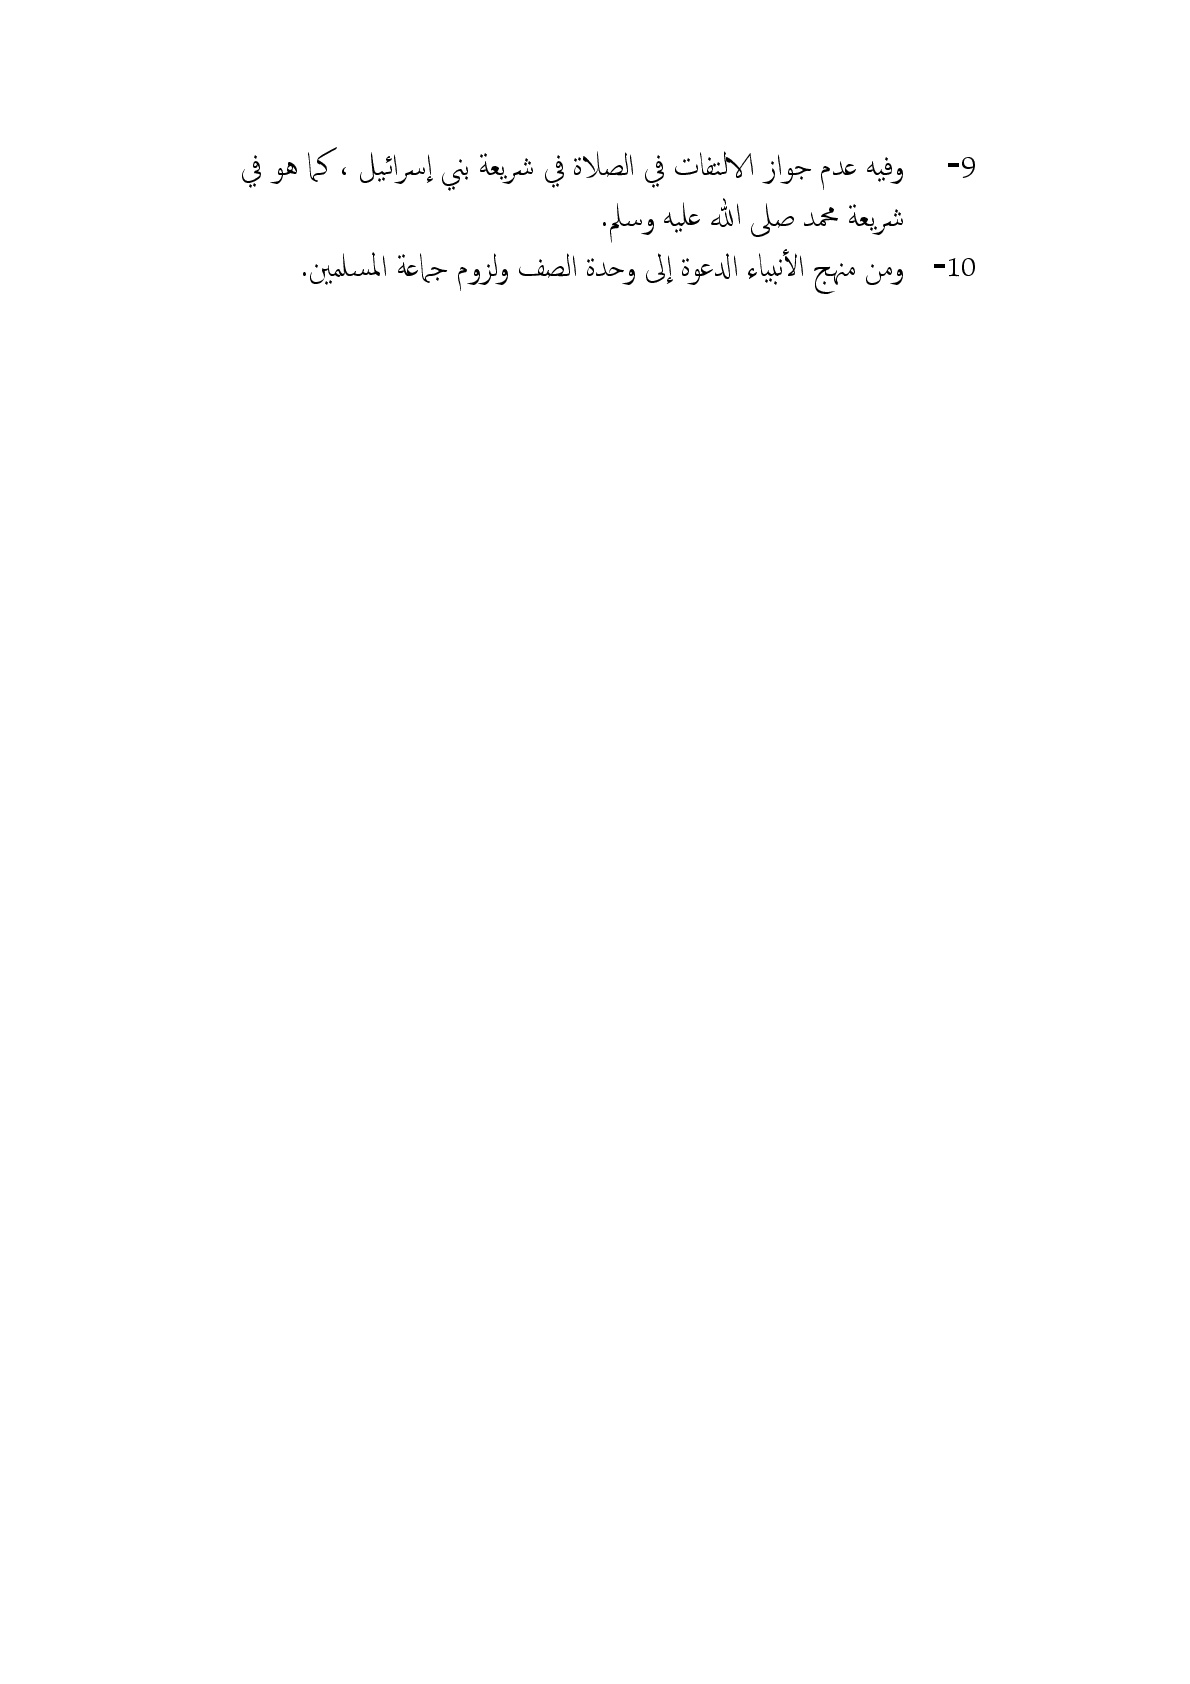 9- وفيه عدم جواز الالتفات في الصلاة في شريعة بني إسرائيل ، كما هو في
شريعة محمد صلى الله عليه وسلم.
10- ومن منهج الأنبياء الدعوة إلى وحدة الصف ولزوم جماعة المسلمين.